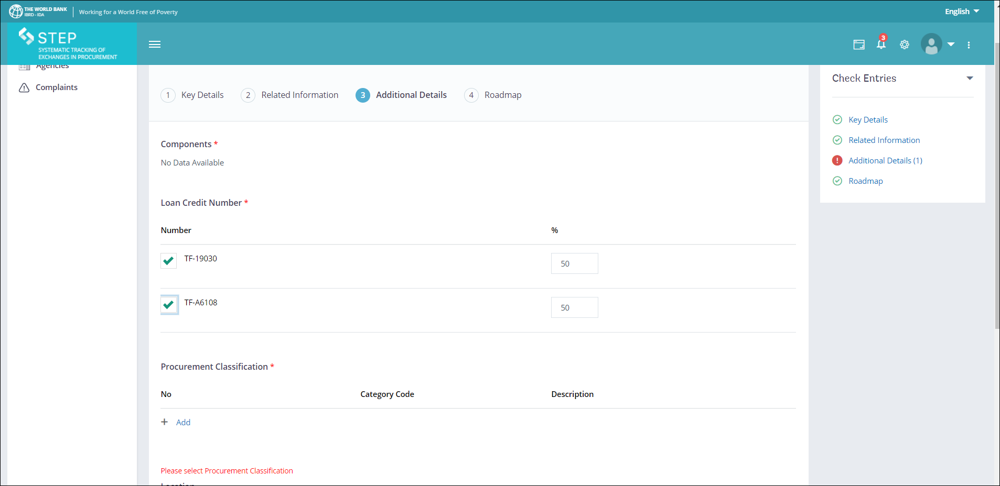 THE WORLD BANK
IBRD - IDA
Working for a World Free of Poverty
English
STEP
SYSTEMATIC TRACKING OF
EXCHANGES IN PROCUREMENT
3
Agencies
Complaints
1 Key Details 2 Related Information 3 Additional Details 4 Roadmap
Components *
No Data Available
Loan Credit Number *
Number %
TF-19030 50
TF-A6108 50
Procurement Classification *
No Category Code Description
+ Add
Please select Procurement Classification
Location
Check Entries
Key Details
Related Information
! Additional Details (1)
Roadmap